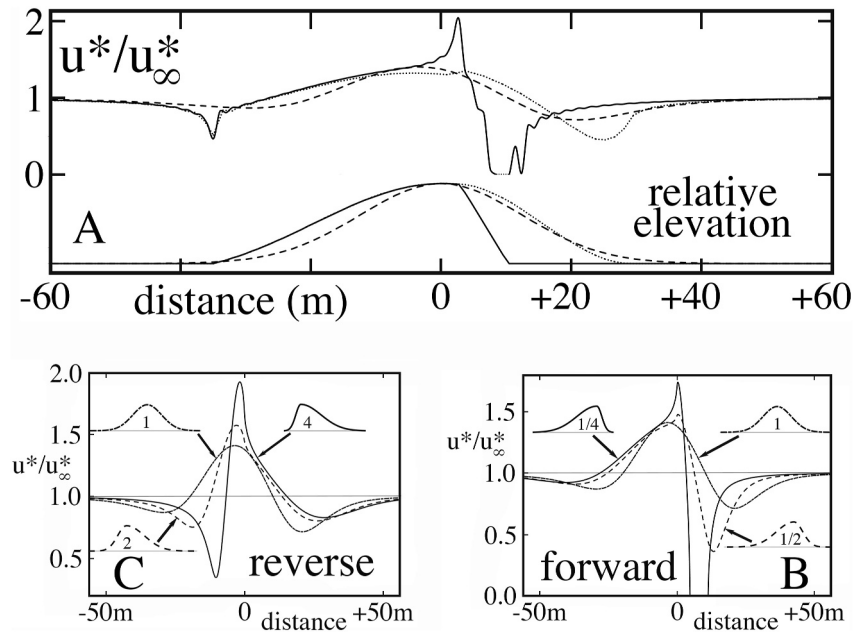 2
u*/u*∞
1
0
A
relative
elevation
-60
distance (m)
0
+20
+40
+60
2.0
1
4
1.5
u*/u*∞
1.0
2
0.5
C
reverse
-50m
0
distance
+50m
1.5
1/4
1
u*/u*∞
1.0
0.5
1/2
forward
B
0.0
-50m
0
distance
+50m